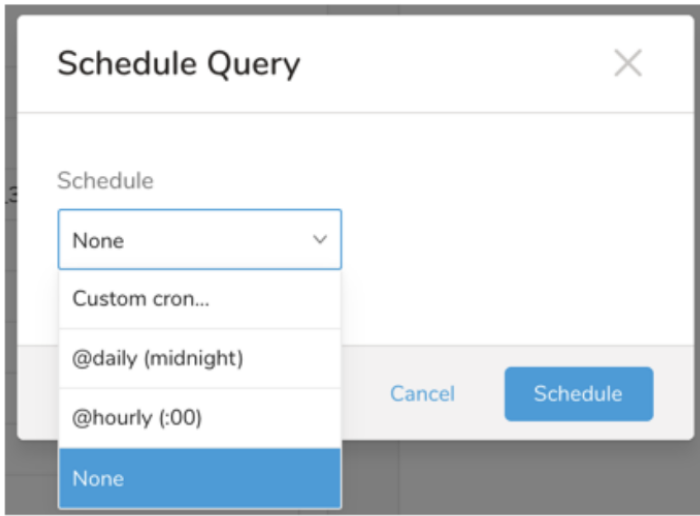 Schedule Query
Schedule
None
Custom cron...
@daily (midnight)
@hourly (:00)
None
Cancel
Schedule